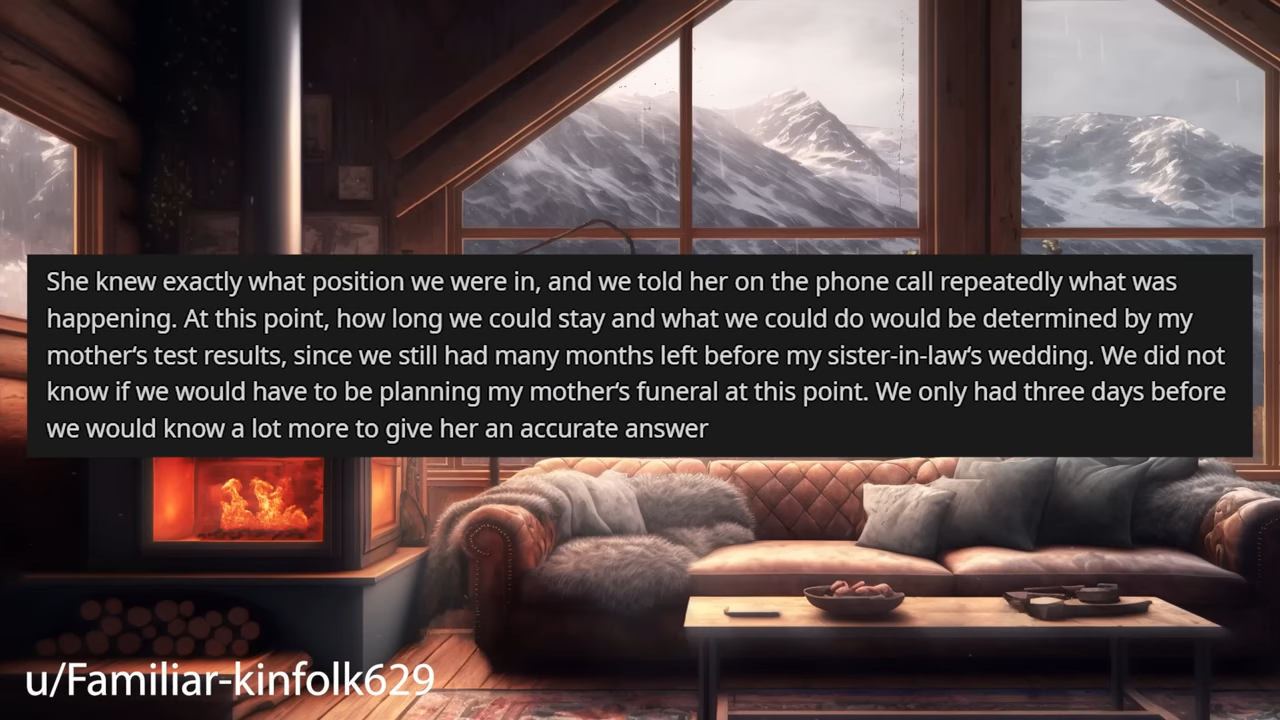 She knew exactly what position we were in, and we told her on the phone call repeatedly what was
happening. At this point, how long we could stay and what we could do would be determined by my
mother‘s test results, since we still had many months left before my sister-in-law‘s wedding. We did not
know if we would have to be planning my mother‘s funeral at this point. We only had three days before
we would know a lot more to give her an accurate answer
u/Familiar-kinfolk629